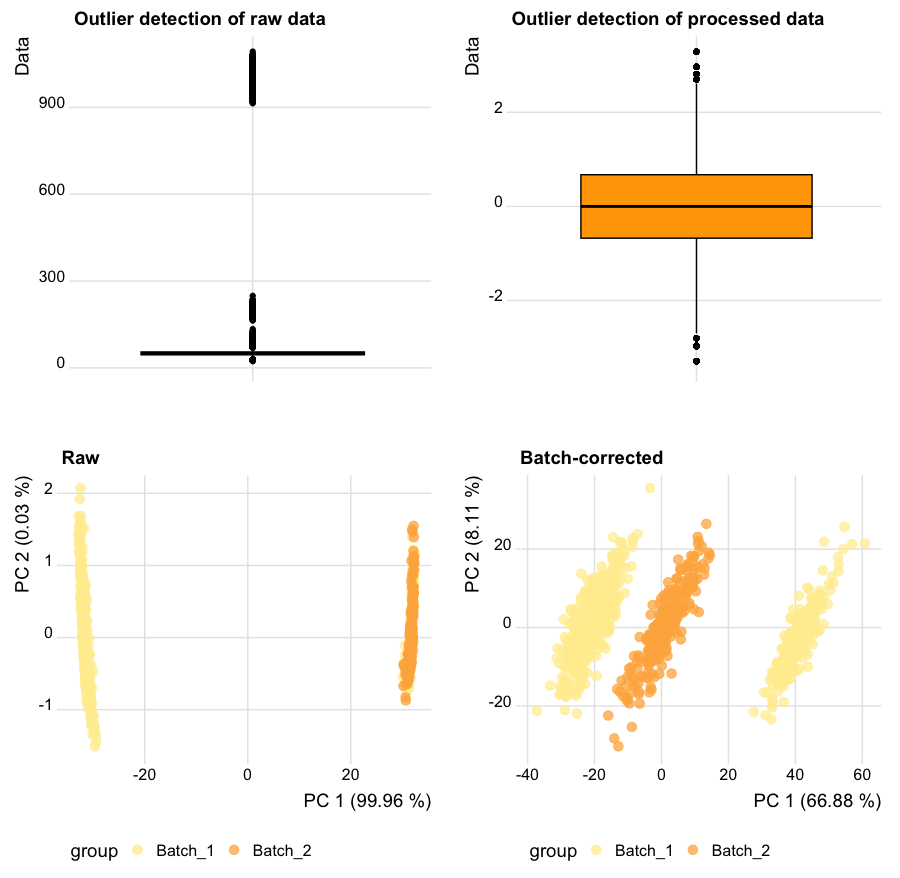 Outlier detection of raw data
Data
900
600
300
0
Outlier detection of processed data
Data
2
0
-2
Raw
PC 2 (0.03 %)
2
1
0
-1
-20 0 20
PC 1 (99.96 %)
group Batch_1 Batch_2
Batch-corrected
PC 2 (8.11 %)
20
0
-20
-40 -20 0 20 40 60
PC 1 (66.88 %)
group Batch_1 Batch_2